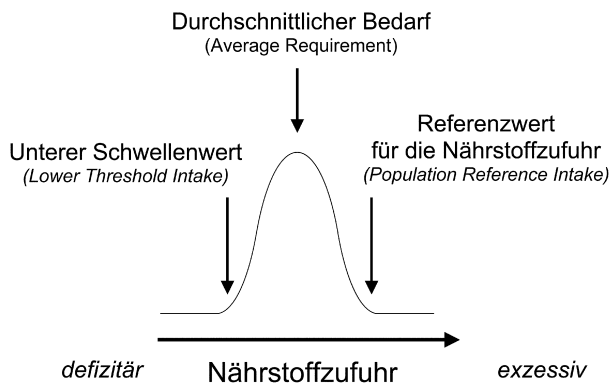 Durchschnittlicher Bedarf
(Average Requirement)
Unterer Schwellenwert
(Lower Threshold Intake)
Referenzwert
für die Nährstoffzufuhr
(Population Reference Intake)
defizitär
Nährstoffzufuhr
exzessiv